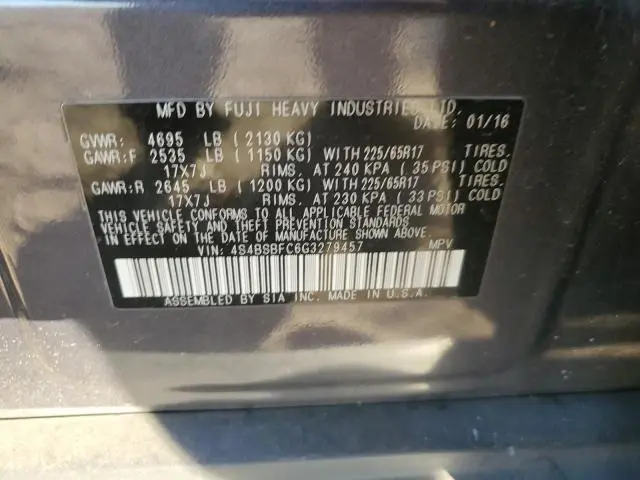 MFD BY FUJI HEAVY INDUSTRIES LTD.
DATE: 01/16
GVWR: 4695 LB ( 2130 KG)
GAWR:F 2535 LB ( 1150 KG) WITH 225/65R17 TIRES.
17X7J RIMS. AT 240 KPA ( 35 PSI) COLD
GAWR:R 2645 LB ( 1200 KG) WITH 225/65R17 TIRES.
17X7J RIMS. AT 230 KPA ( 33 PSI) COLD
THIS VEHICLE CONFORMS TO ALL APPLICABLE FEDERAL MOTOR
VEHICLE SAFETY AND THEFT PREVENTION STANDARDS
IN EFFECT ON THE DATE OF MANUFACTURE SHOWN ABOVE.
VIN: 4S4BSBFC6G3279457 MPV
ASSEMBLED BY SIA INC. MADE IN U.S.A.